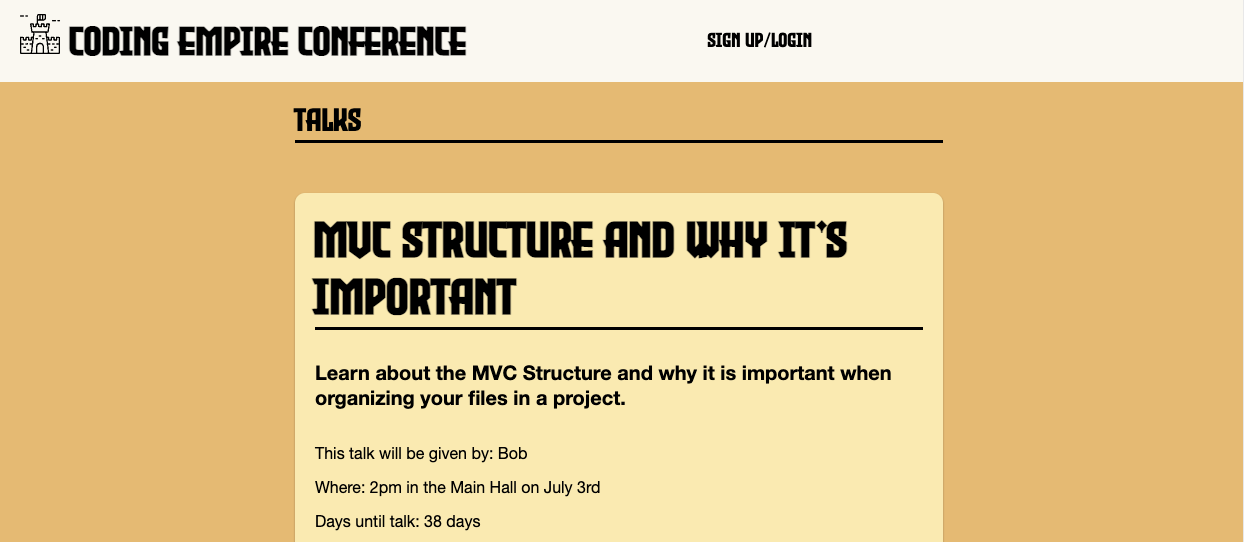 CODING EMPIRE CONFERENCE
SIGN UP/LOGIN
TALKS
MVC STRUCTURE AND WHY IT'S
IMPORTANT
Learn about the MVC Structure and why it is important when
organizing your files in a project.
This talk will be given by: Bob
Where: 2pm in the Main Hall on July 3rd
Days until talk: 38 days